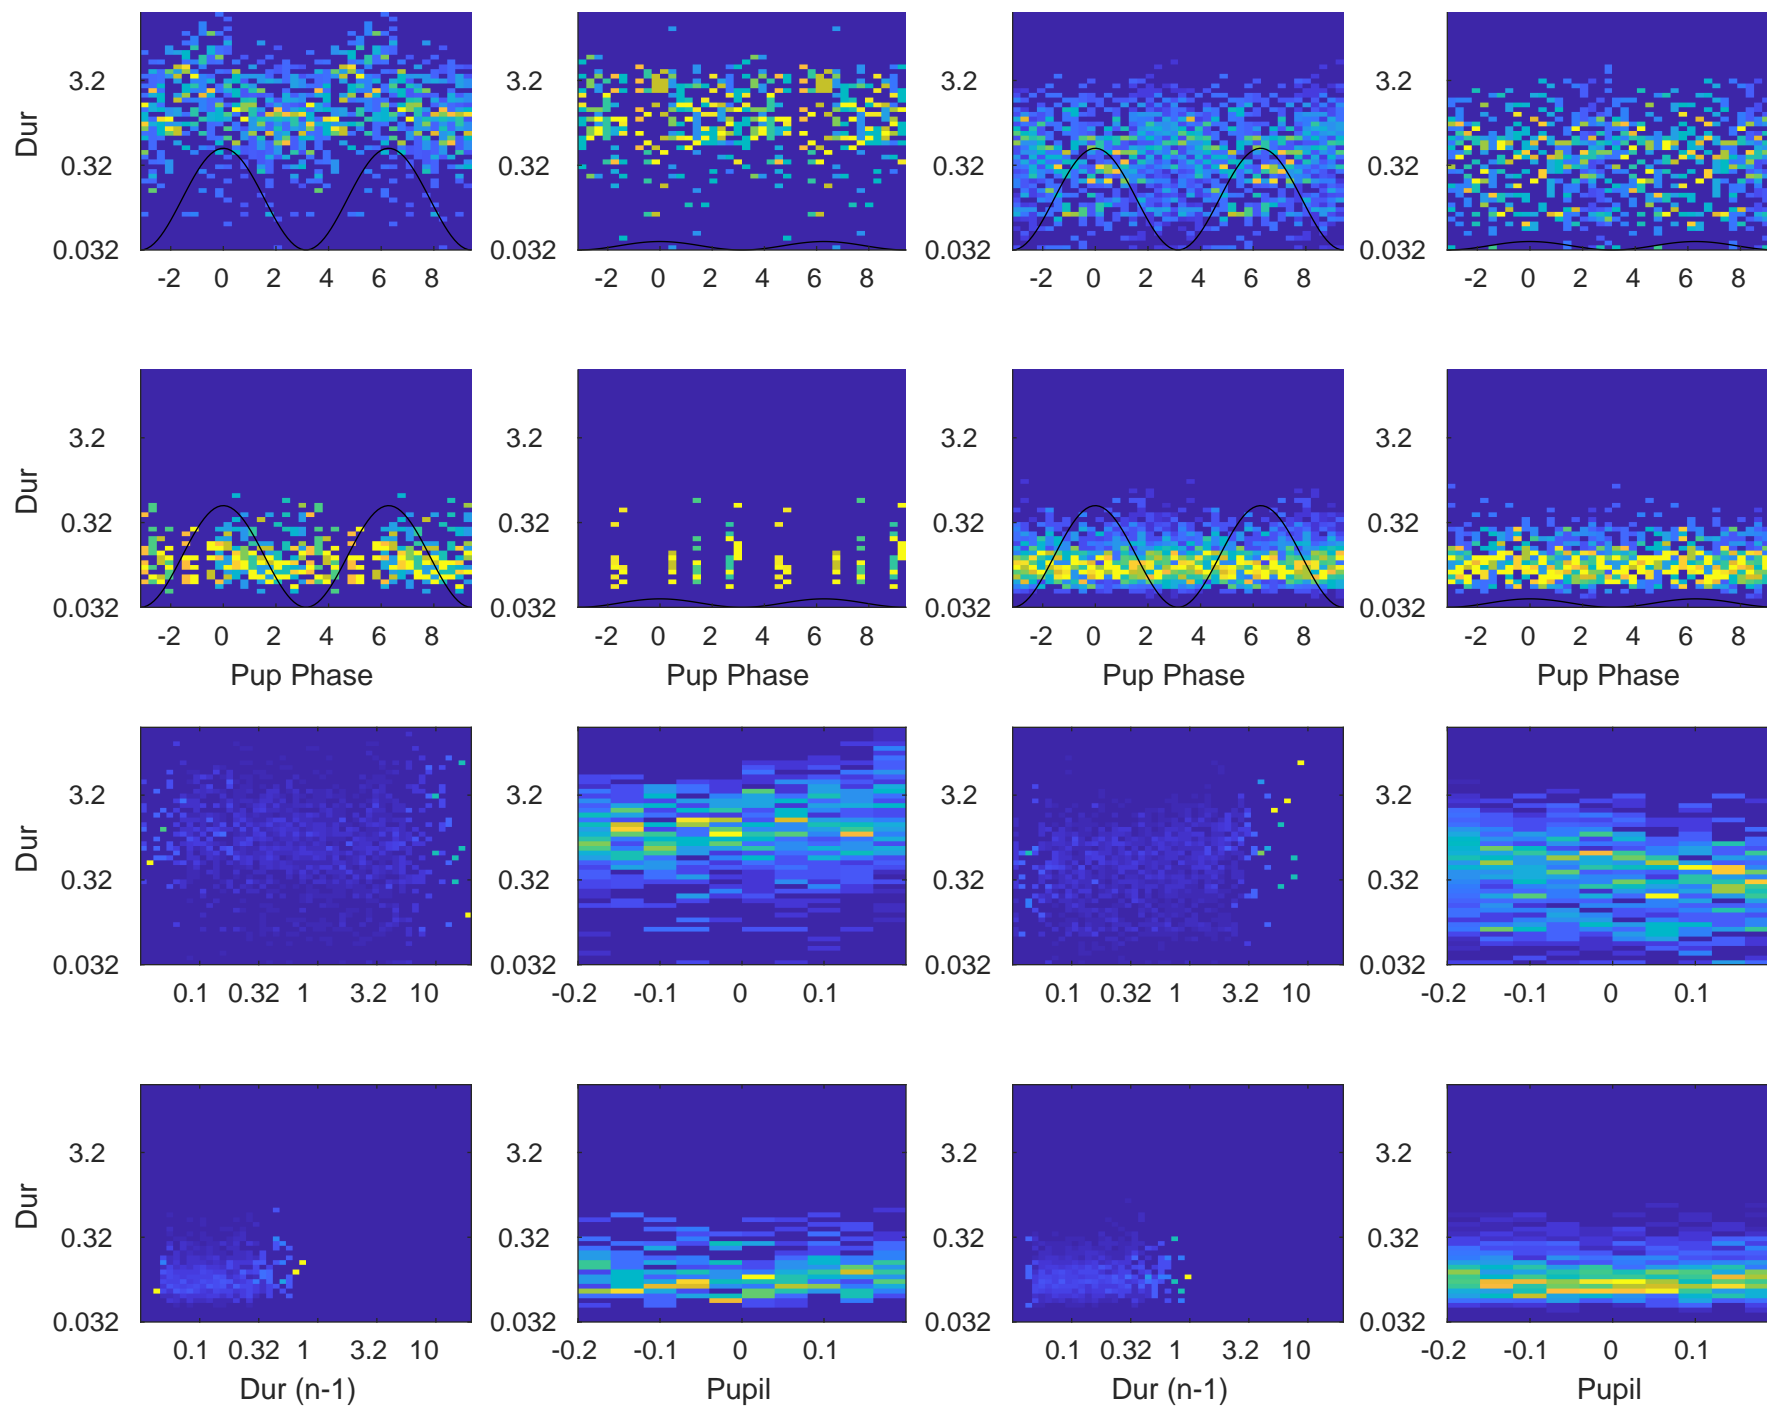 Dur
3.2 3.2 3.2 3.2
0.32 0.32 0.32 0.32
0.032 0.032 0.032 0.032
-2 0 2 4 6 8 -2 0 2 4 6 8 -2 0 2 4 6 8 -2 0 2 4 6 8
Dur
3.2 3.2 3.2 3.2
0.32 0.32 0.32 0.32
0.032 0.032 0.032 0.032
-2 0 2 4 6 8 -2 0 2 4 6 8 -2 0 2 4 6 8 -2 0 2 4 6 8
Pup Phase Pup Phase Pup Phase Pup Phase
Dur
3.2 3.2 3.2 3.2
0.32 0.32 0.32 0.32
0.032 0.032 0.032 0.032
0.1 0.32 1 3.2 10 -0.2 -0.1 0 0.1 0.1 0.32 1 3.2 10 -0.2 -0.1 0 0.1
Dur
3.2 3.2 3.2 3.2
0.32 0.32 0.32 0.32
0.032 0.032 0.032 0.032
0.1 0.32 1 3.2 10 -0.2 -0.1 0 0.1 0.1 0.32 1 3.2 10 -0.2 -0.1 0 0.1
Dur (n-1) Pupil Dur (n-1) Pupil